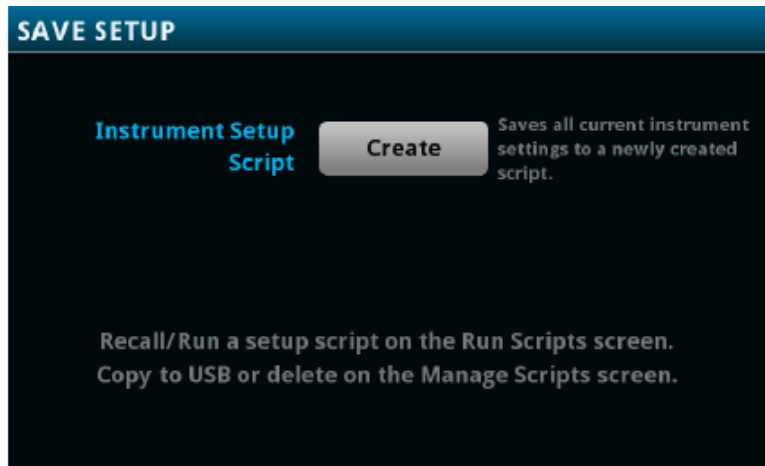 SAVE SETUP
Instrument Setup
Script
Create
Saves all current instrument
settings to a newly created
script.
Recall/Run a setup script on the Run Scripts screen.
Copy to USB or delete on the Manage Scripts screen.